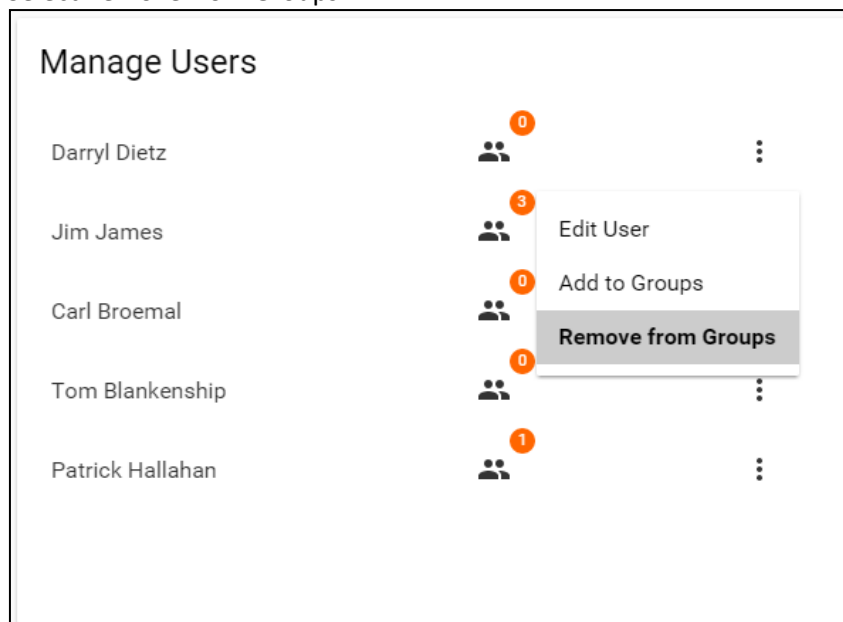 Manage Users
Darryl Dietz
0
Jim James
3
Edit User
Carl Broemal
0
Add to Groups
Remove from Groups
Tom Blankenship
0
Patrick Hallahan
1